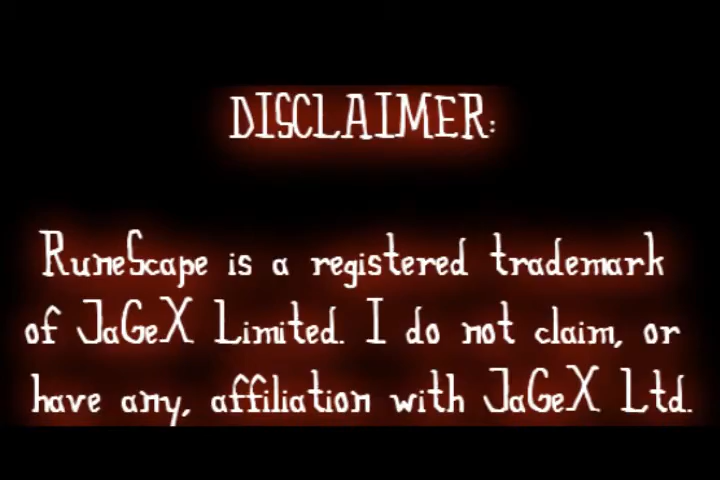 DISCLAIMER:
RuneScape is a registered trademark
of JaGeX Limited. I do not claim, or
have any, affiliation with JaGeX Ltd.